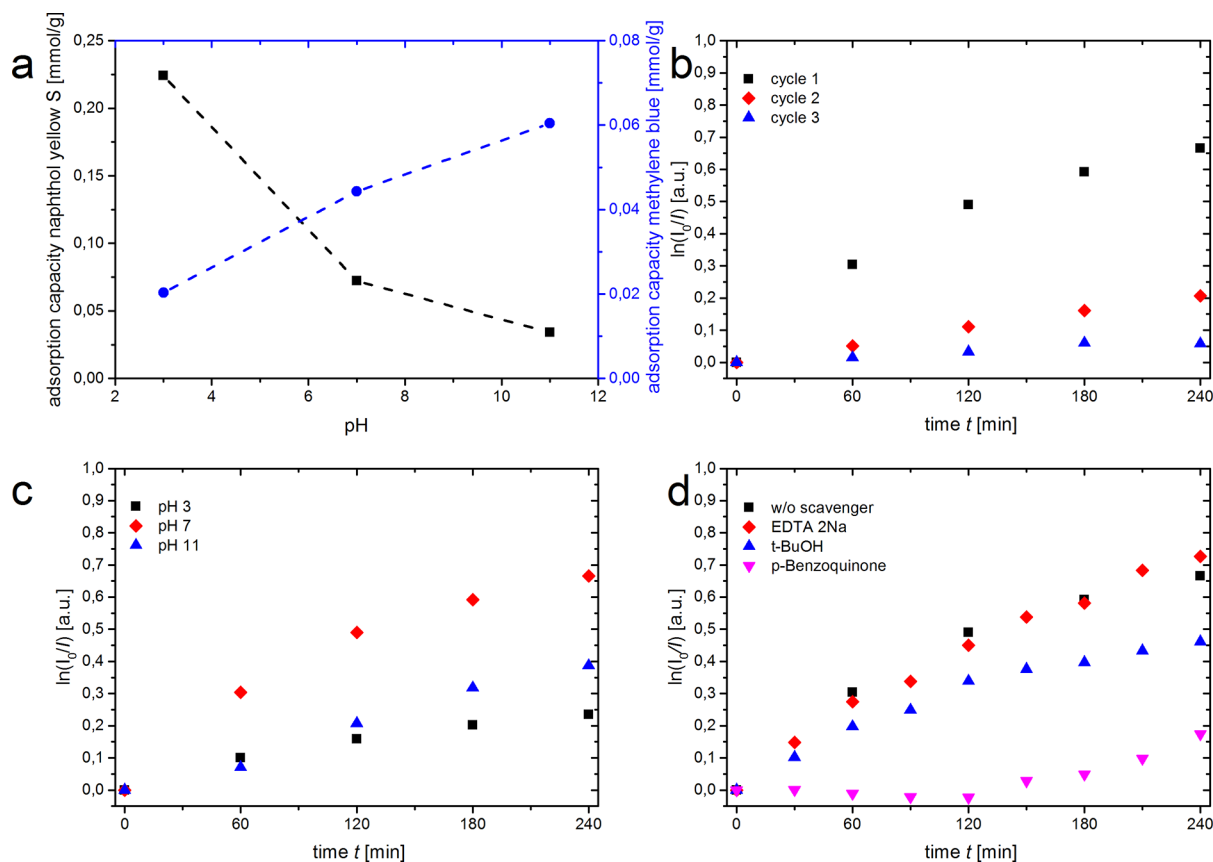 a
adsorption capacity naphthol yellow S [mmol/g]
0,25
0,20
0,15
0,10
0,05
0,00
2 4 6 8 10 12
pH
0,08
0,06
0,04
0,02
0,00
adsorption capacity methylene blue [mmol/g]
b
ln(I₀/I) [a.u.]
1,0
0,9
0,8
0,7
0,6
0,5
0,4
0,3
0,2
0,1
0,0
cycle 1
cycle 2
cycle 3
0 60 120 180 240
time t [min]
c
ln(I₀/I) [a.u.]
1,0
0,9
0,8
0,7
0,6
0,5
0,4
0,3
0,2
0,1
0,0
pH 3
pH 7
pH 11
0 60 120 180 240
time t [min]
d
ln(I₀/I) [a.u.]
1,0
0,9
0,8
0,7
0,6
0,5
0,4
0,3
0,2
0,1
0,0
w/o scavenger
EDTA 2Na
t-BuOH
p-Benzoquinone
0 60 120 180 240
time t [min]